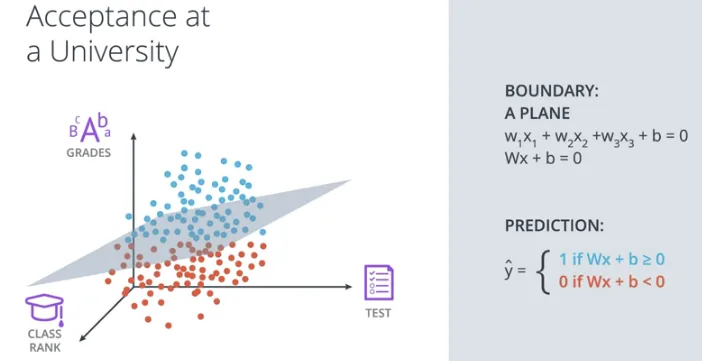 Acceptance at
a University
B c A b a
GRADES
TEST
CLASS
RANK
BOUNDARY:
A PLANE
w₁x₁ + w₂x₂ +w₃x₃ + b = 0
Wx + b = 0
PREDICTION:
ŷ = { 1 if Wx + b ≥ 0
0 if Wx + b < 0